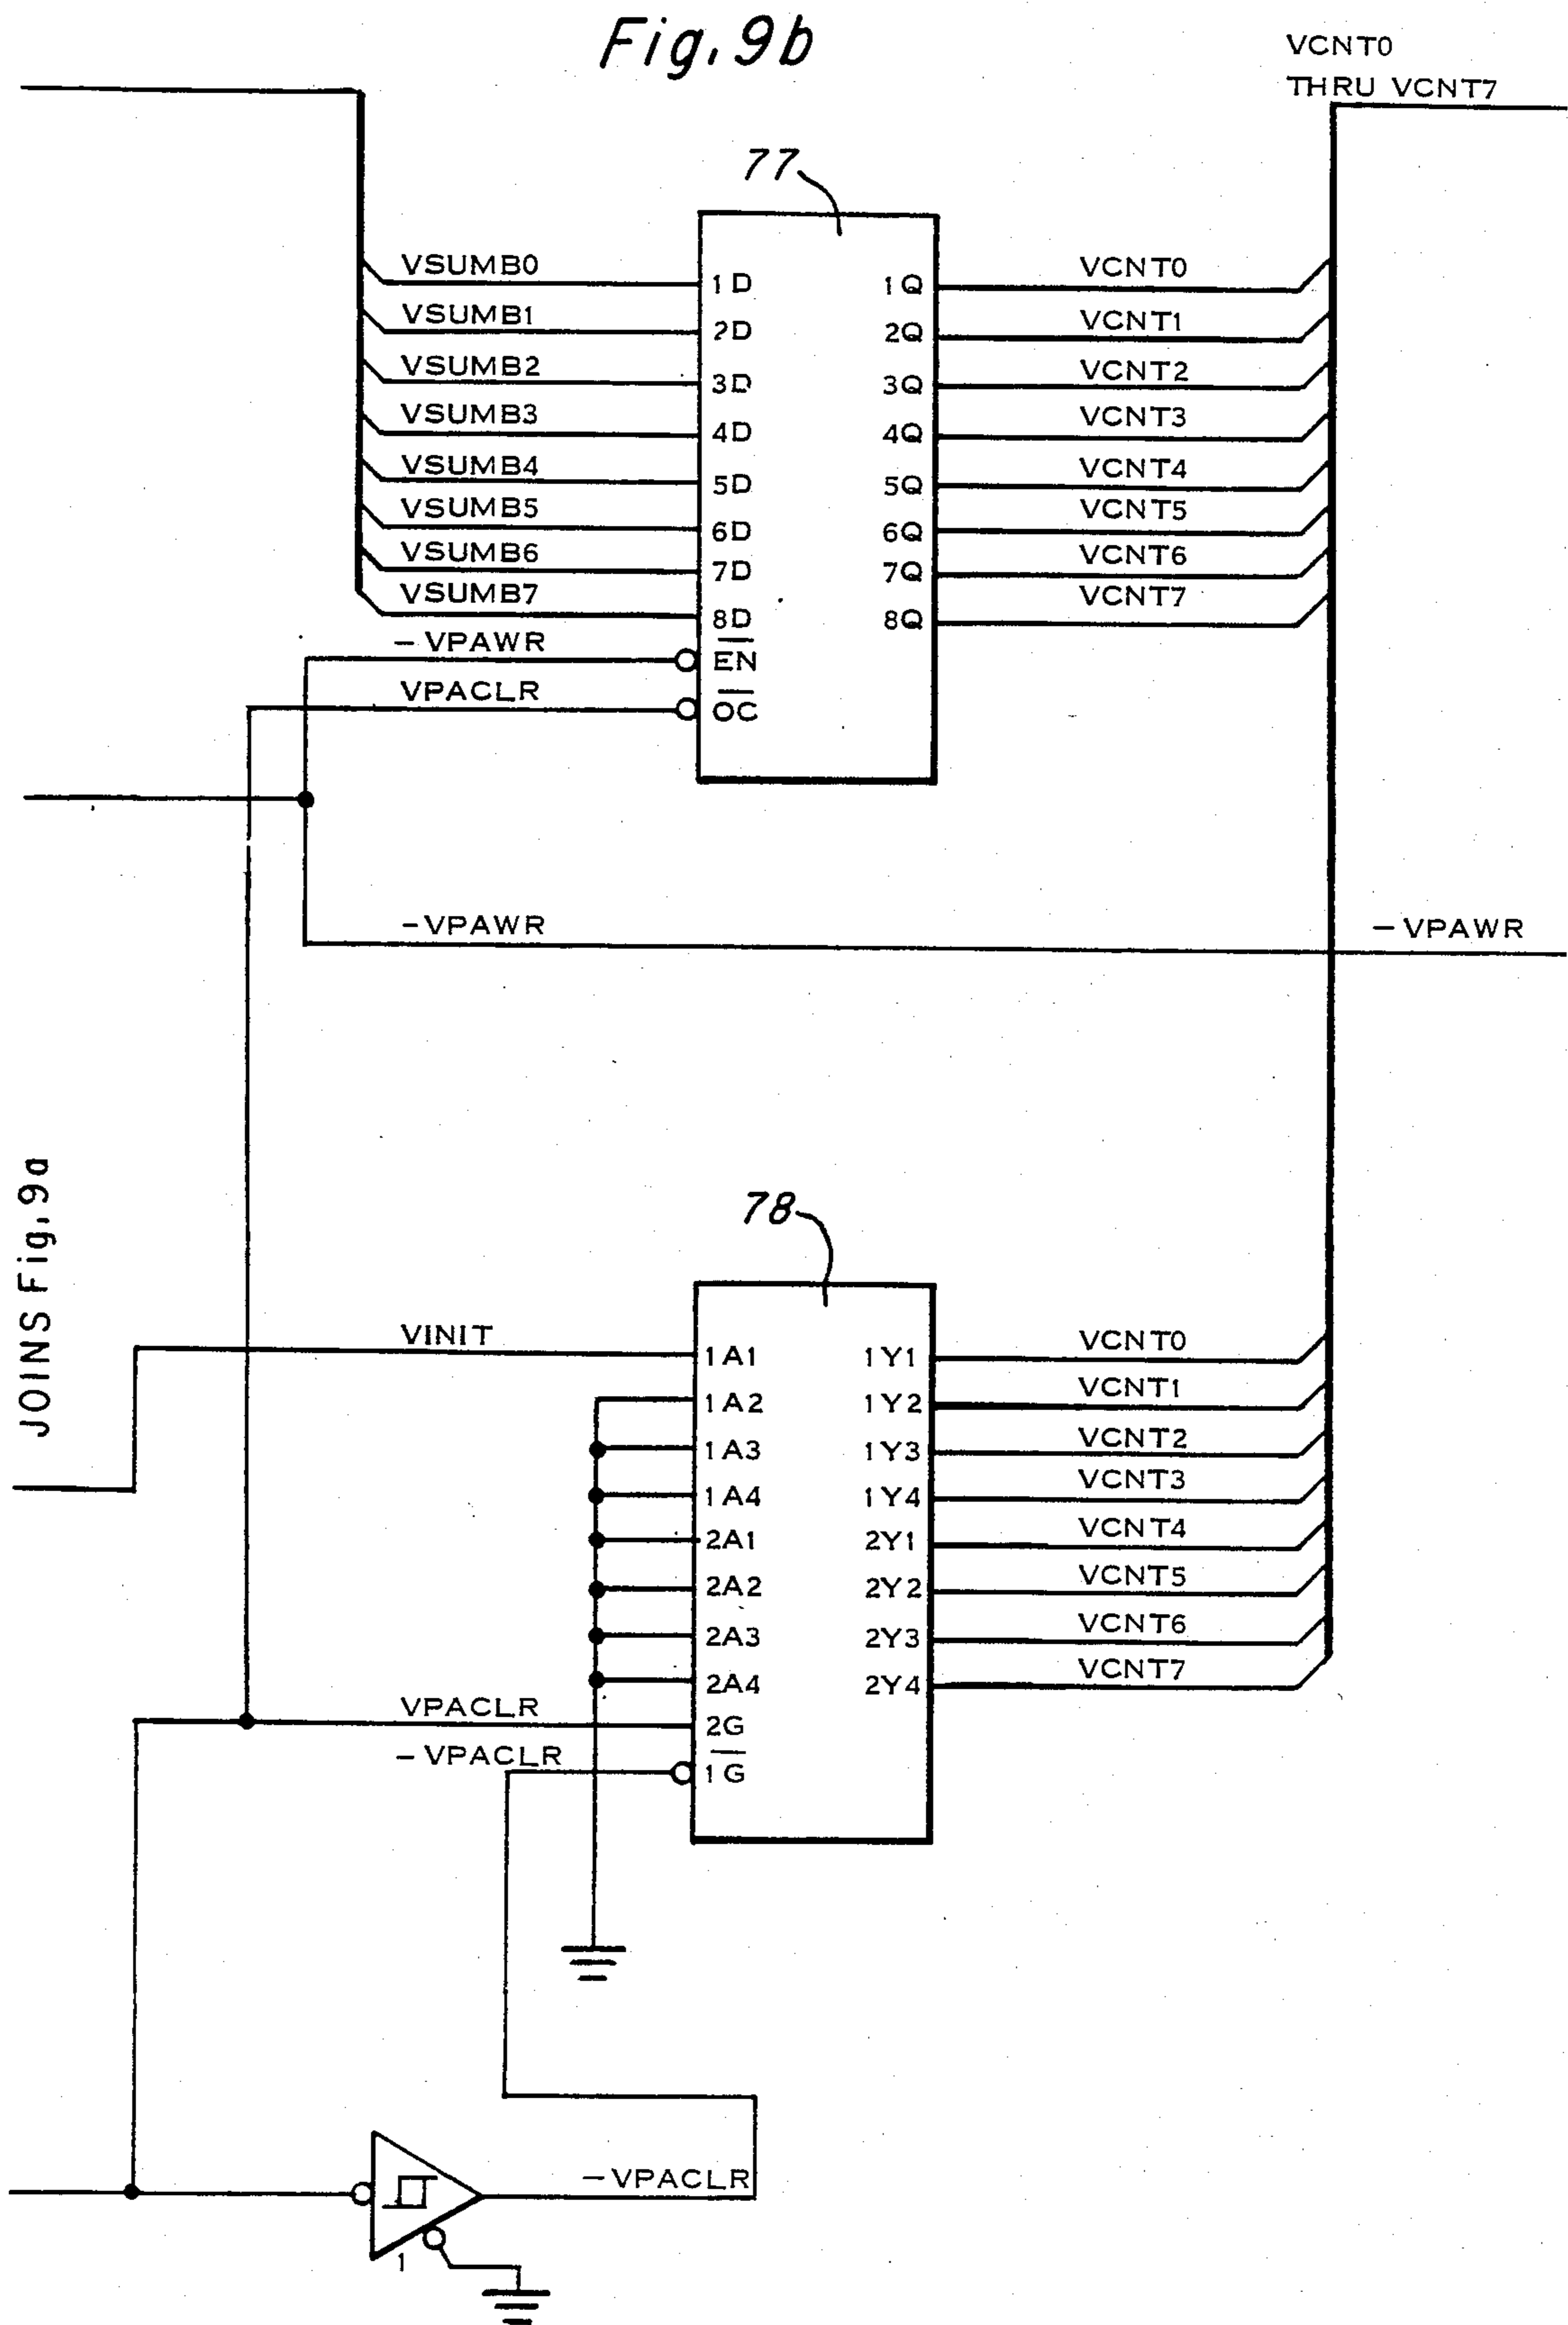 Fig. 9b
VCNT0
THRU VCNT7
77
VSUMB0 1D 1Q VCNT0
VSUMB1 2D 2Q VCNT1
VSUMB2 3D 3Q VCNT2
VSUMB3 4D 4Q VCNT3
VSUMB4 5D 5Q VCNT4
VSUMB5 6D 6Q VCNT5
VSUMB6 7D 7Q VCNT6
VSUMB7 8D 8Q VCNT7
-VPAWR E̅N̅
VPACLR O̅C̅
-VPAWR -VPAWR
JOINS Fig. 9a
78
VINIT 1A1 1Y1 VCNT0
1A2 1Y2 VCNT1
1A3 1Y3 VCNT2
1A4 1Y4 VCNT3
2A1 2Y1 VCNT4
2A2 2Y2 VCNT5
2A3 2Y3 VCNT6
2A4 2Y4 VCNT7
VPACLR 2G
-VPACLR 1̅G̅
-VPACLR
1